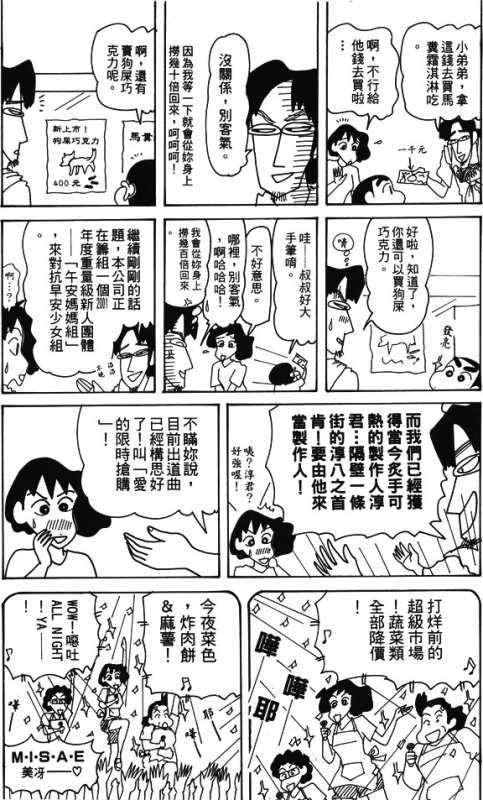 小弟弟，拿
這錢去買馬
糞霜淇淋吃
啊，不行給
他錢去買啦
一千元
沒關係，別客氣。
因為我等一下就會從妳身上
撈幾十倍回來，呵呵呵！
啊，還有
賣狗屎巧
克力呢。
馬糞
新上市！
狗屎巧克力
400元
好啦，知道了，
你還可以買狗屎
巧克力。
噢。
發亮
哇——叔叔好大
手筆唷。
不好意思。
哪裡，別客氣
，啊哈哈哈！
我會從妳身上
撈幾百倍回來
繼續剛剛的話
題，本公司正
在籌組一個2001
年度重量級新人團體
——「午安媽媽組」
，來對抗早安少女組
。
啊…？
而我們已經獲
得當今炙手可
熱的製作人淳
君…隔壁一條
街的淳八之首
肯！要由他來
當製作人！
咦？淳君？
好強喔！
不瞞妳說，
目前出道曲
已經構思好
了！叫「愛
的限時搶購
」！
打烊前的
超級市場
！蔬菜類
全部降價
！
嘩
嘩
耶
今夜菜色
，炸肉餅
&麻薯！
WOW——噁吐
ALL NIGHT
！YA——
！
嘩
耶
M·I·S·A·E
美冴——♡